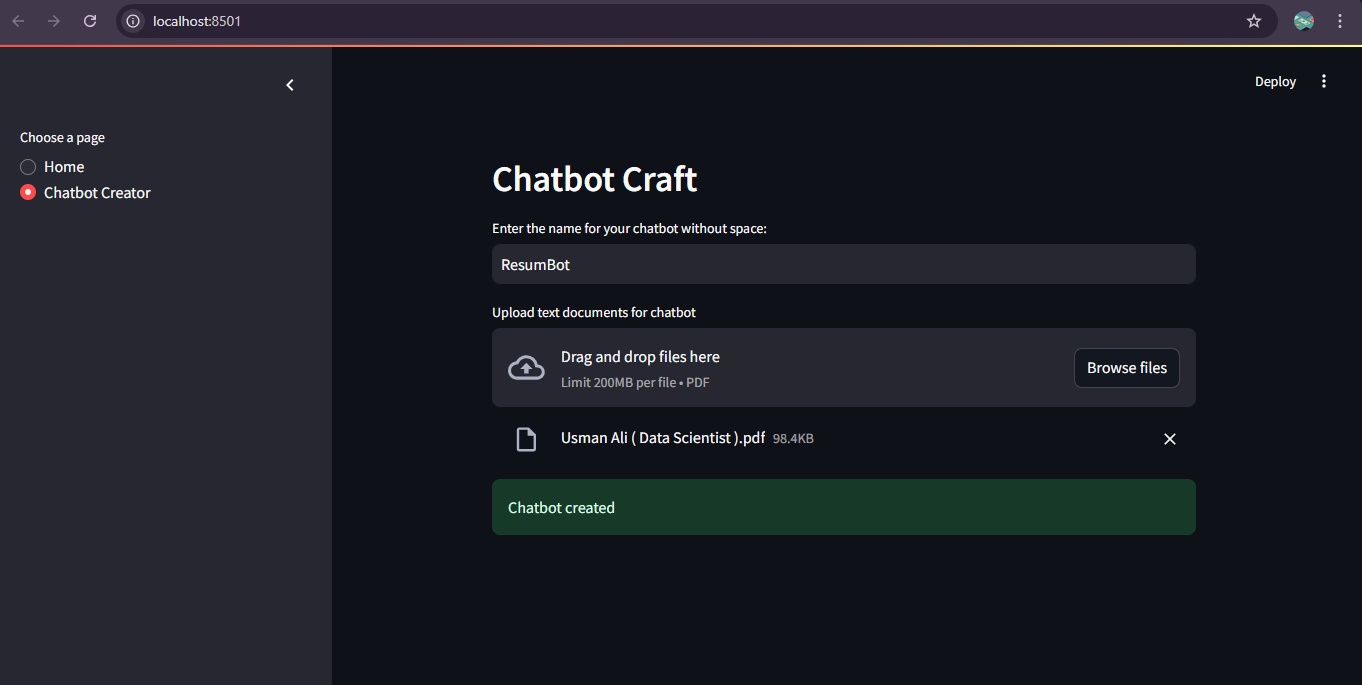 localhost:8501
Deploy
Choose a page
Home
Chatbot Creator
Chatbot Craft
Enter the name for your chatbot without space:
ResumBot
Upload text documents for chatbot
Drag and drop files here
Limit 200MB per file • PDF
Browse files
Usman Ali ( Data Scientist ).pdf 98.4KB
Chatbot created